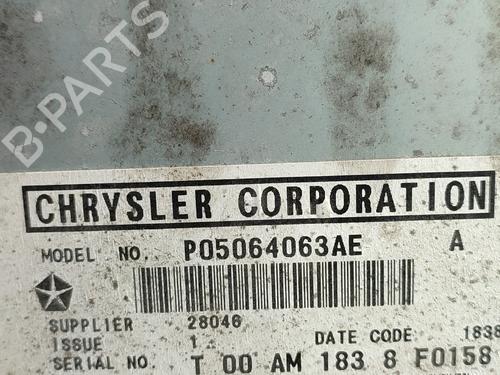 B-PARTS
CHRYSLER CORPORATION
MODEL NO. P05064063AE A
SUPPLIER 28046
ISSUE 1 DATE CODE 1838
SERIAL NO. T 00 AM 183 8 F0158